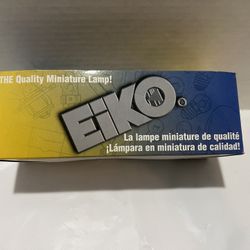 THE Quality Miniature Lamp!
EiKO®
La lampe miniature de qualité
¡Lámpara en miniatura de calidad!